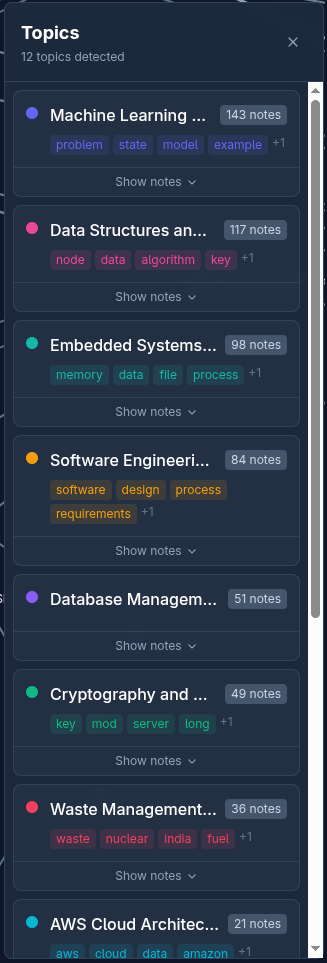 Topics
12 topics detected
Machine Learning ... 143 notes
problem state model example +1
Show notes
Data Structures an... 117 notes
node data algorithm key +1
Show notes
Embedded Systems... 98 notes
memory data file process +1
Show notes
Software Engineeri... 84 notes
software design process
requirements +1
Show notes
Database Managem... 51 notes
Show notes
Cryptography and ... 49 notes
key mod server long +1
Show notes
Waste Management... 36 notes
waste nuclear india fuel +1
Show notes
AWS Cloud Architec... 21 notes
aws cloud data amazon +1